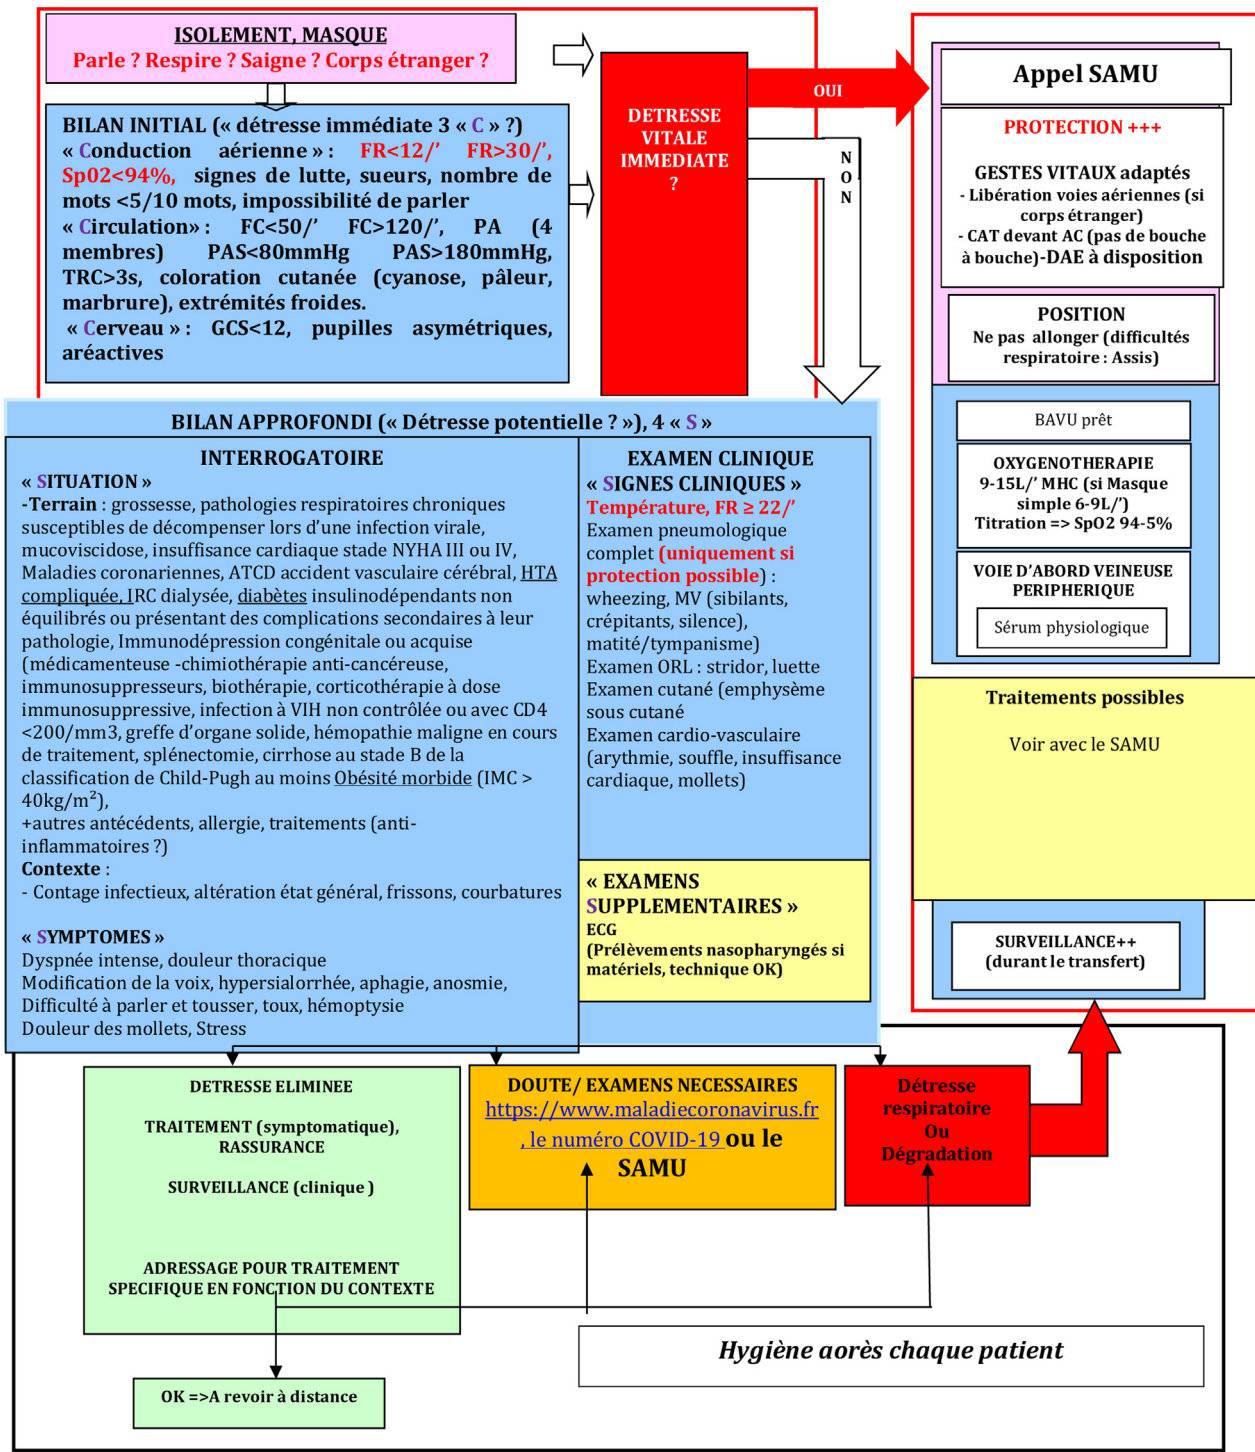 ISOLEMENT, MASQUE
Parle ? Respire ? Saigne ? Corps étranger ?
BILAN INITIAL (« détresse immédiate 3 « C » ?)
« Conduction aérienne » : FR<12/’ FR>30/’,
Sp02<94%, signes de lutte, sueurs, nombre de
mots <5/10 mots, impossibilité de parler
« Circulation» : FC<50/’ FC>120/’, PA (4
membres) PAS<80mmHg PAS>180mmHg,
TRC>3s, coloration cutanée (cyanose, pâleur,
marbrure), extrémités froides.
« Cerveau » : GCS<12, pupilles asymétriques,
aréactives
DETRESSE
VITALE
IMMEDIATE
?
OUI
NON
Appel SAMU
PROTECTION +++
GESTES VITAUX adaptés
- Libération voies aériennes (si
corps étranger)
- CAT devant AC (pas de bouche
à bouche)-DAE à disposition
POSITION
Ne pas allonger (difficultés
respiratoire : Assis)
BAVU prêt
OXYGENOTHERAPIE
9-15L/’ MHC (si Masque
simple 6-9L/’)
Titration => SpO2 94-5%
VOIE D’ABORD VEINEUSE
PERIPHERIQUE
Sérum physiologique
Traitements possibles
Voir avec le SAMU
SURVEILLANCE++
(durant le transfert)
BILAN APPROFONDI (« Détresse potentielle ? »), 4 « S »
INTERROGATOIRE
« SITUATION »
-Terrain : grossesse, pathologies respiratoires chroniques
susceptibles de décompenser lors d’une infection virale,
mucoviscidose, insuffisance cardiaque stade NYHA III ou IV,
Maladies coronariennes, ATCD accident vasculaire cérébral, HTA
compliquée, IRC dialysée, diabètes insulinodépendants non
équilibrés ou présentant des complications secondaires à leur
pathologie, Immunodépression congénitale ou acquise
(médicamenteuse -chimiothérapie anti-cancéreuse,
immunosuppresseurs, biothérapie, corticothérapie à dose
immunosuppressive, infection à VIH non contrôlée ou avec CD4
<200/mm3, greffe d’organe solide, hémopathie maligne en cours
de traitement, splénectomie, cirrhose au stade B de la
classification de Child-Pugh au moins Obésité morbide (IMC >
40kg/m²),
+autres antécédents, allergie, traitements (anti-
inflammatoires ?)
Contexte :
- Contage infectieux, altération état général, frissons, courbatures
« SYMPTOMES »
Dyspnée intense, douleur thoracique
Modification de la voix, hypersialorrhée, aphagie, anosmie,
Difficulté à parler et tousser, toux, hémoptysie
Douleur des mollets, Stress
EXAMEN CLINIQUE
« SIGNES CLINIQUES »
Température, FR ≥ 22/’
Examen pneumologique
complet (uniquement si
protection possible) :
wheezing, MV (sibilants,
crépitants, silence),
matité/tympanisme)
Examen ORL : stridor, luette
Examen cutané (emphysème
sous cutané
Examen cardio-vasculaire
(arythmie, souffle, insuffisance
cardiaque, mollets)
« EXAMENS
SUPPLEMENTAIRES »
ECG
(Prélèvements nasopharyngés si
matériels, technique OK)
DETRESSE ELIMINEE
TRAITEMENT (symptomatique),
RASSURANCE
SURVEILLANCE (clinique )
ADRESSAGE POUR TRAITEMENT
SPECIFIQUE EN FONCTION DU CONTEXTE
DOUTE/ EXAMENS NECESSAIRES
https://www.maladiecoronavirus.fr
, le numéro COVID-19 ou le
SAMU
Détresse
respiratoire
Ou
Dégradation
Hygiène aorès chaque patient
OK =>A revoir à distance